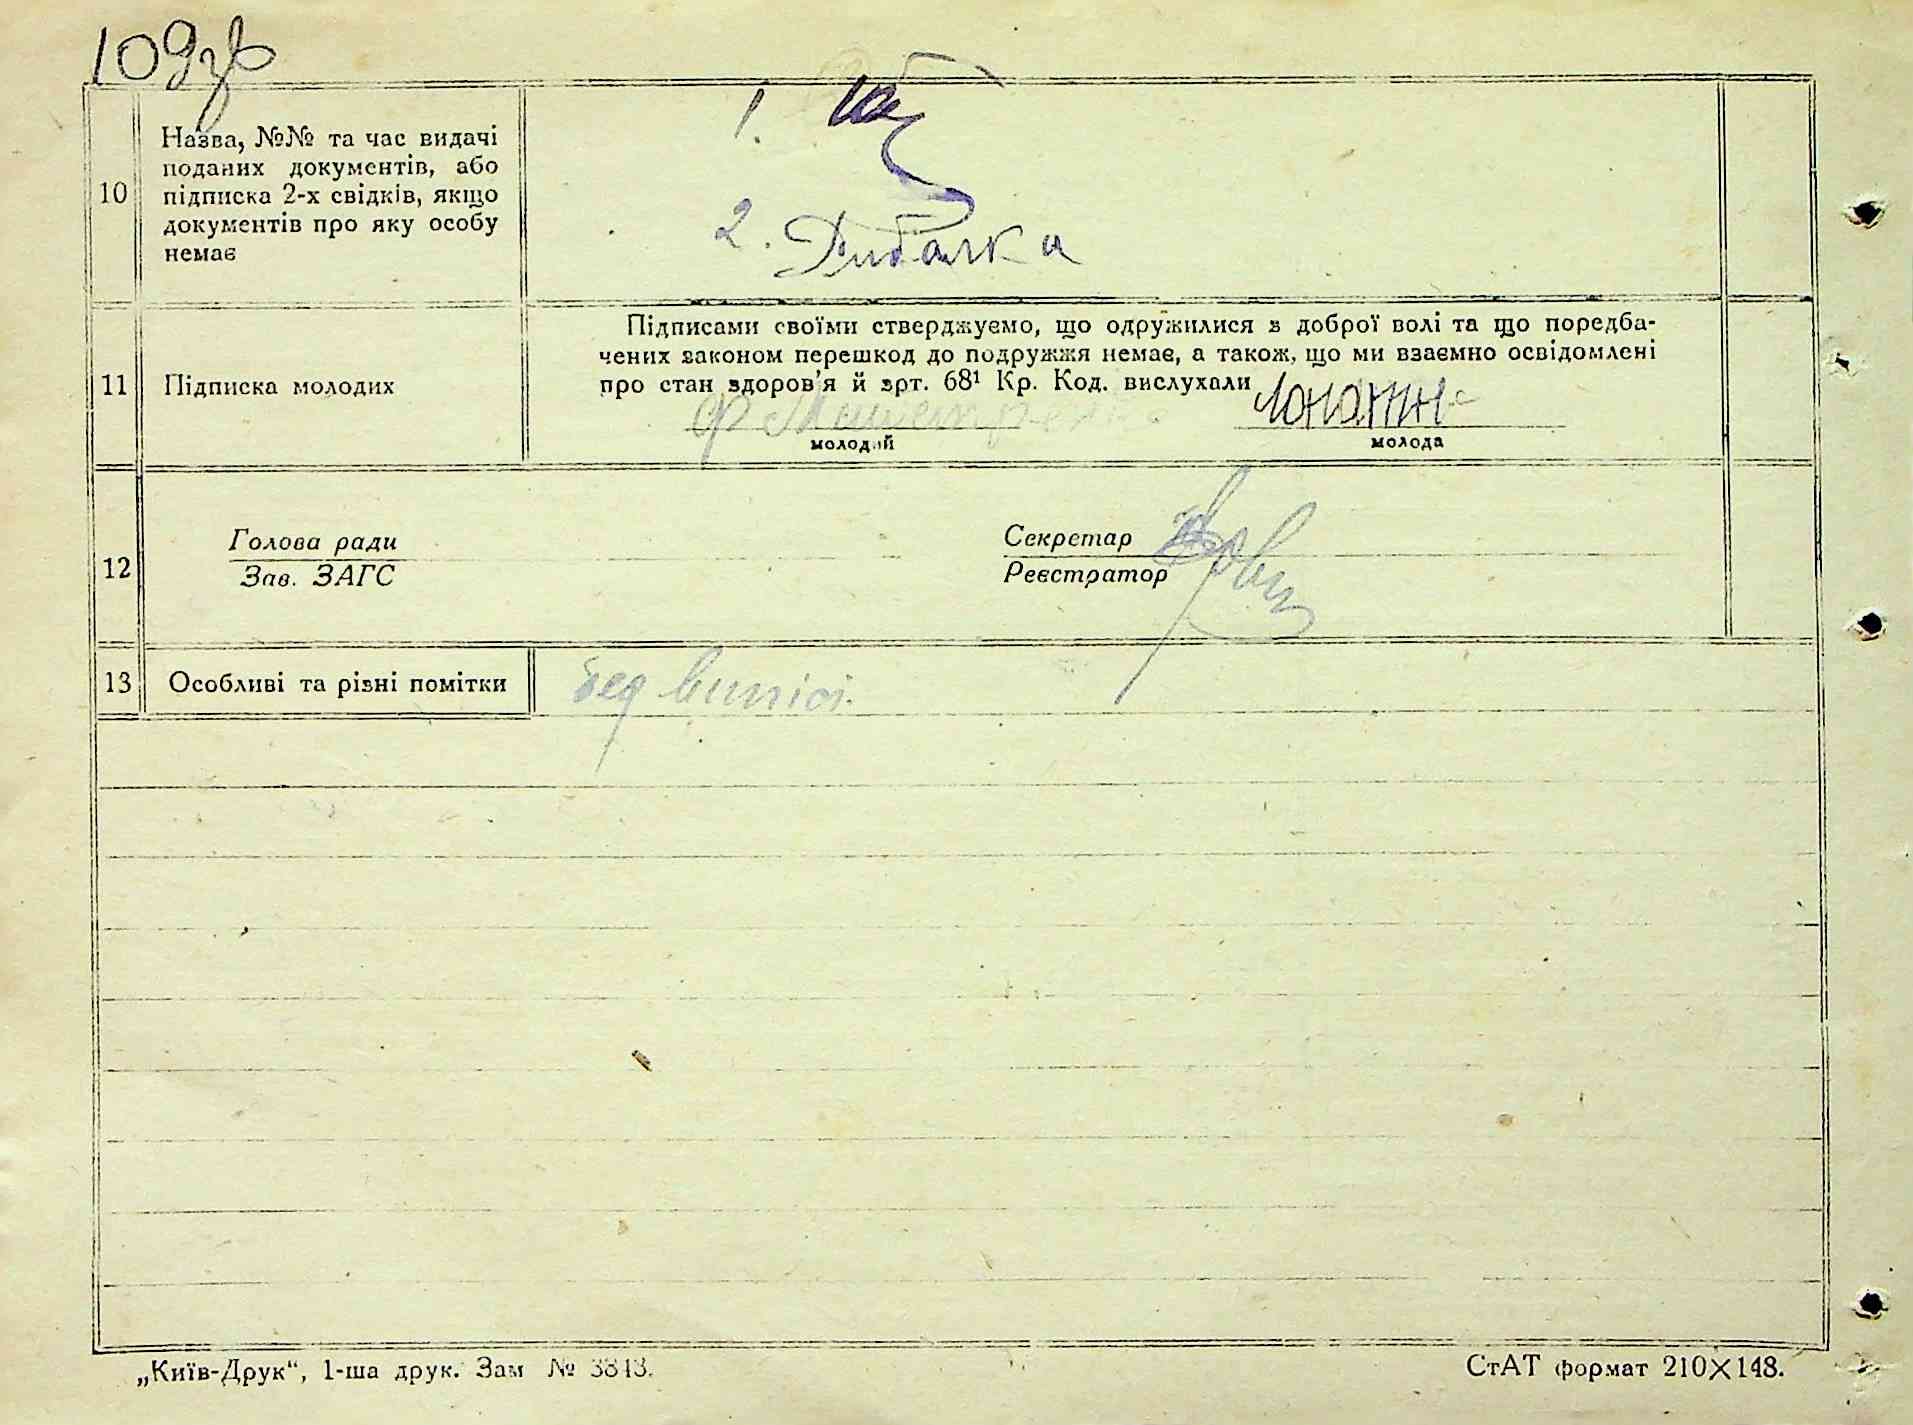 109зв
10
Назва, №№ та час видачі
поданих документів, або
підписка 2-х свідків, якщо
документів про яку особу
немає
1.
2. Рибалка
11
Підписка молодих
Підписами своїми стверджуємо, що одружилися з доброї волі та що поредба-
чених законом перешкод до подружжя немає, а також, що ми взаємно освідомлені
про стан здоров'я й арт. 68¹ Кр. Код. вислухали
молодий
молода
12
Голова ради
Зав. ЗАГС
Секретар
Реєстратор
13
Особливі та різні помітки
„Київ-Друк“, 1-ша друк. Зам № 3843.
СтАТ формат 210×148.